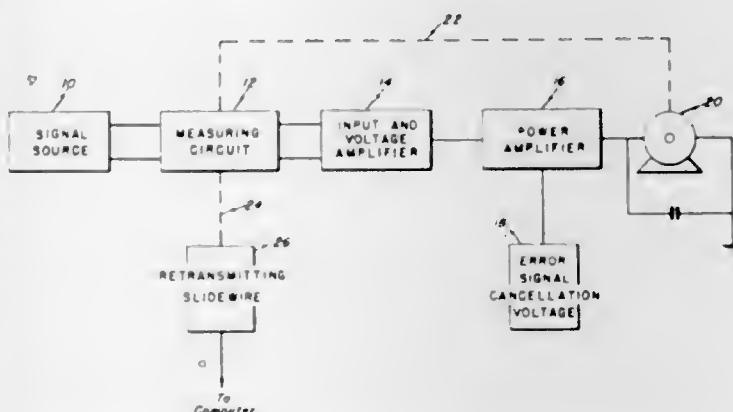 22
10
12
14
16
20
SIGNAL
SOURCE
MEASURING
CIRCUIT
INPUT AND
VOLTAGE
AMPLIFIER
POWER
AMPLIFIER
24
26
18
RETRANSMITTING
SLIDEWIRE
ERROR
SIGNAL
CANCELLATION
VOLTAGE
To
Computer